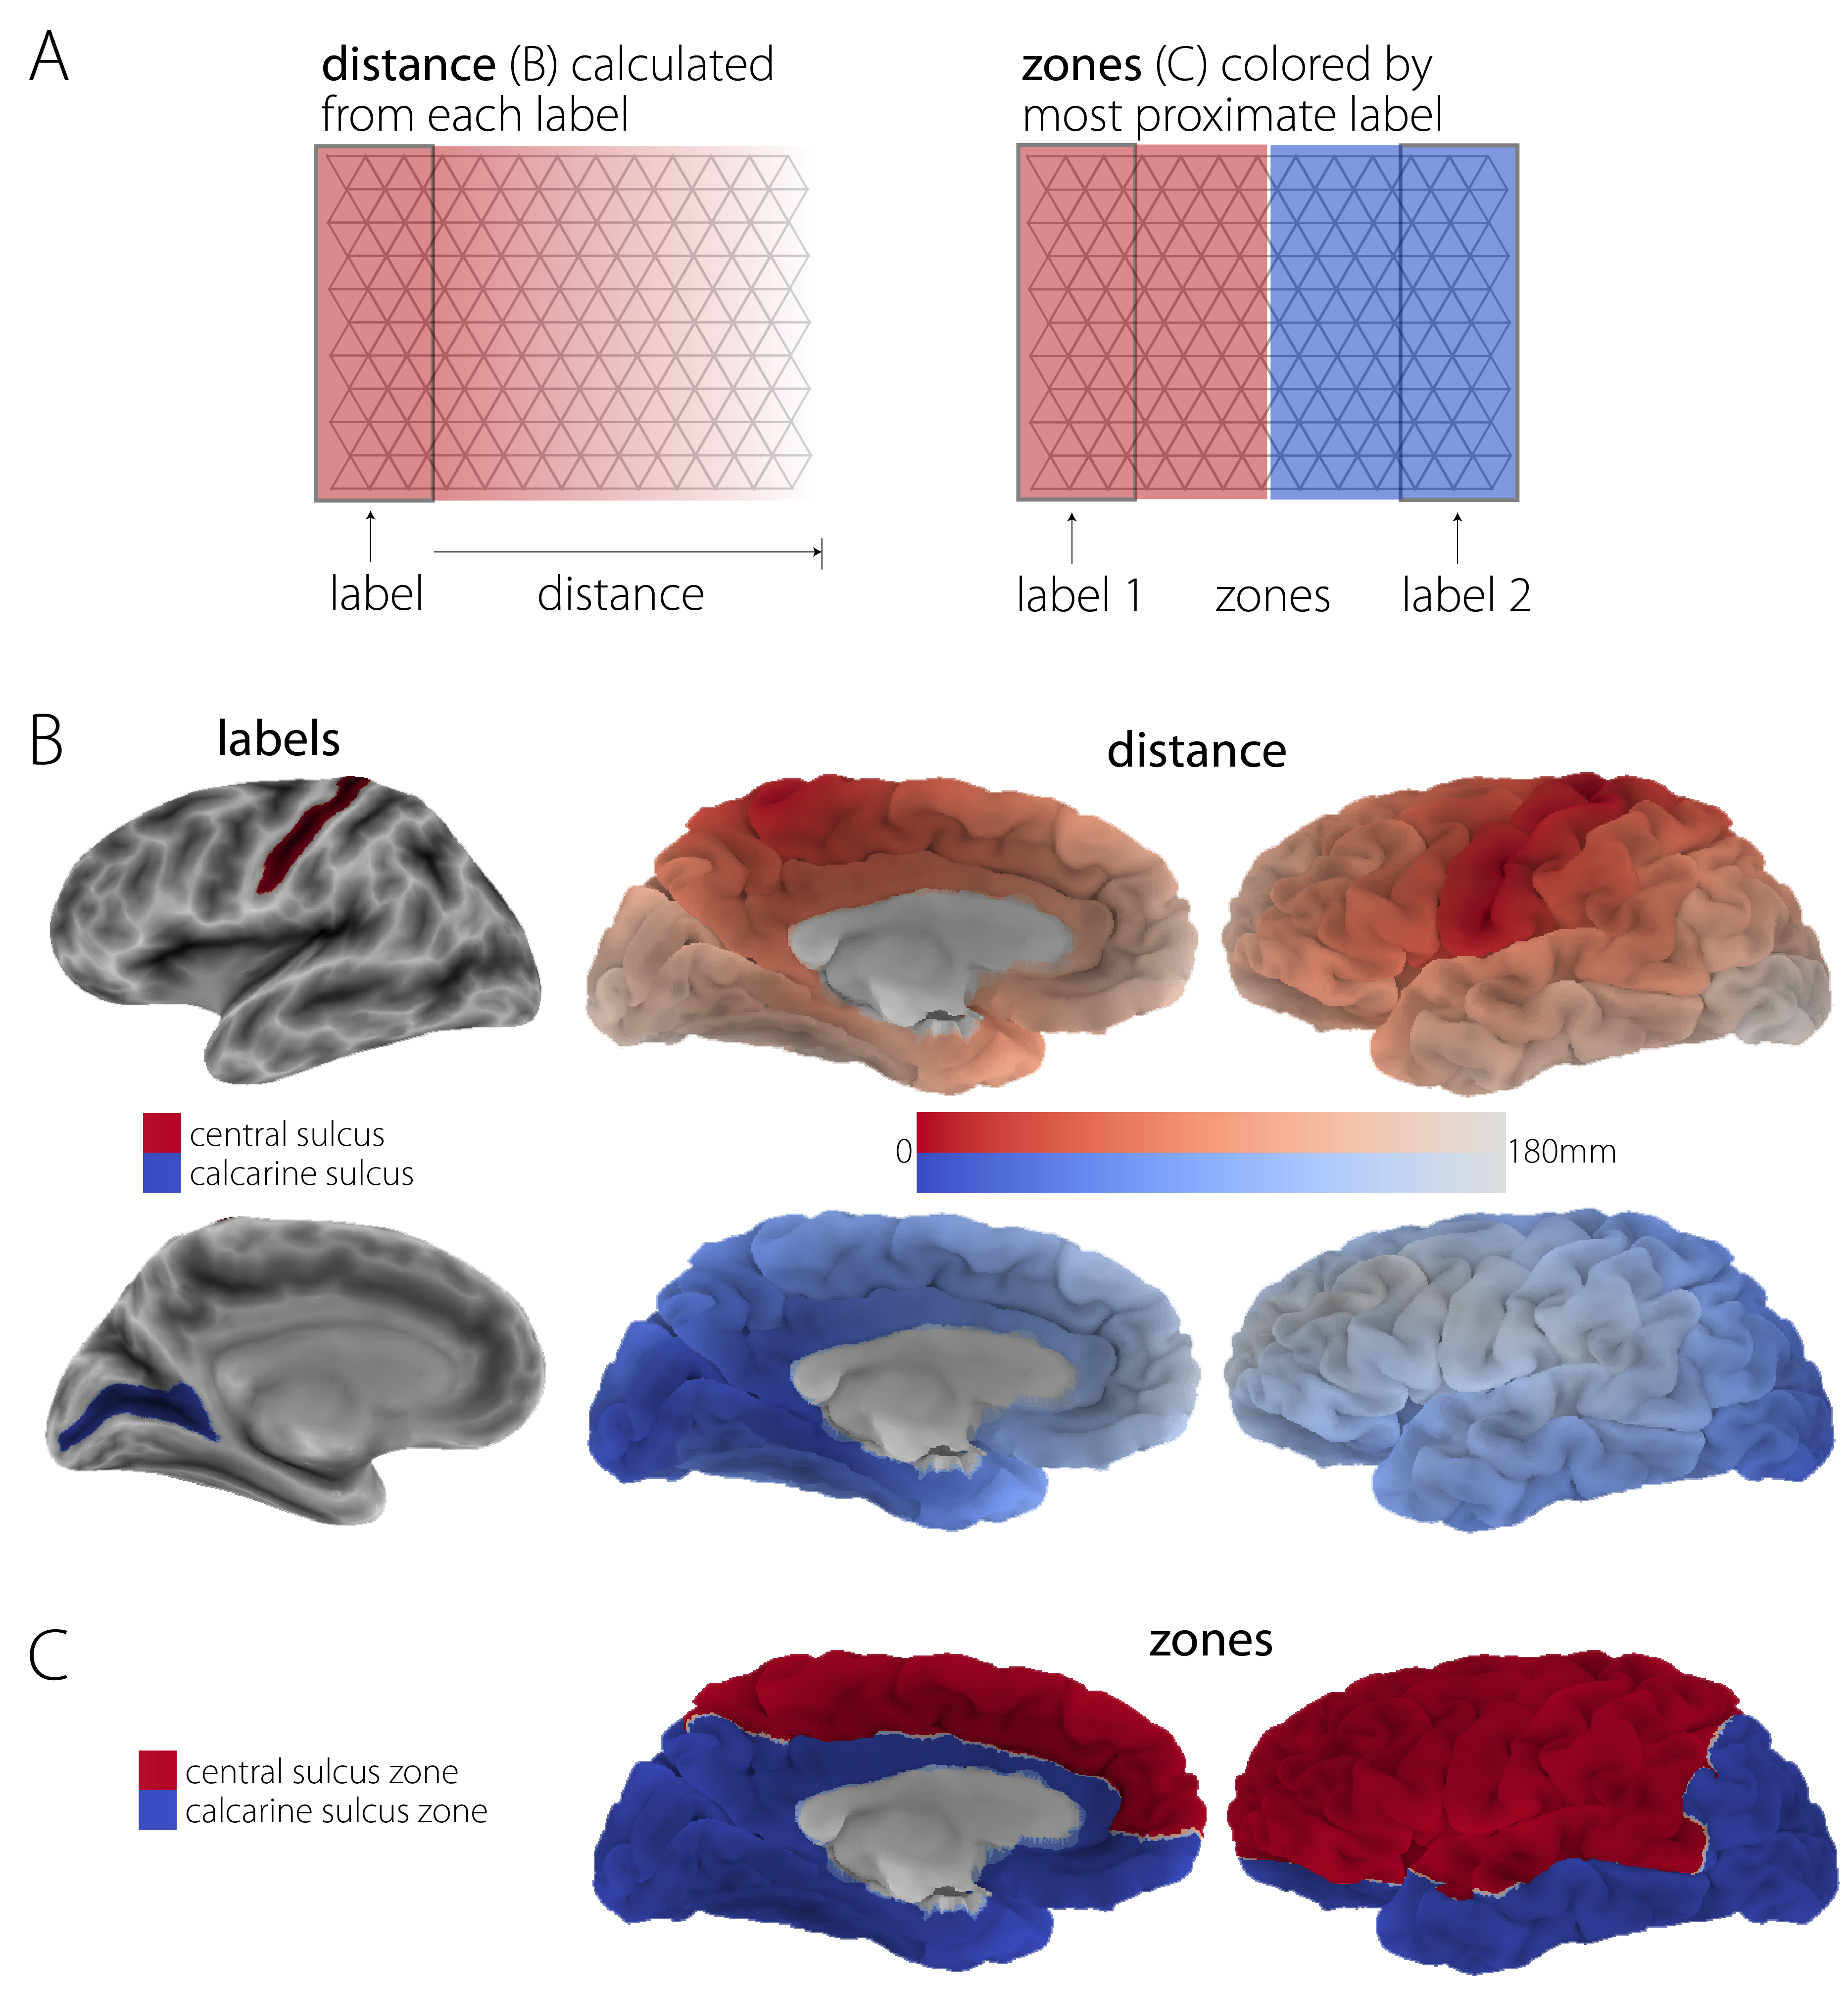 A
distance (B) calculated
from each label
zones (C) colored by
most proximate label
label
distance
label 1
zones
label 2
B
labels
distance
central sulcus
calcarine sulcus
0
180mm
C
zones
central sulcus zone
calcarine sulcus zone